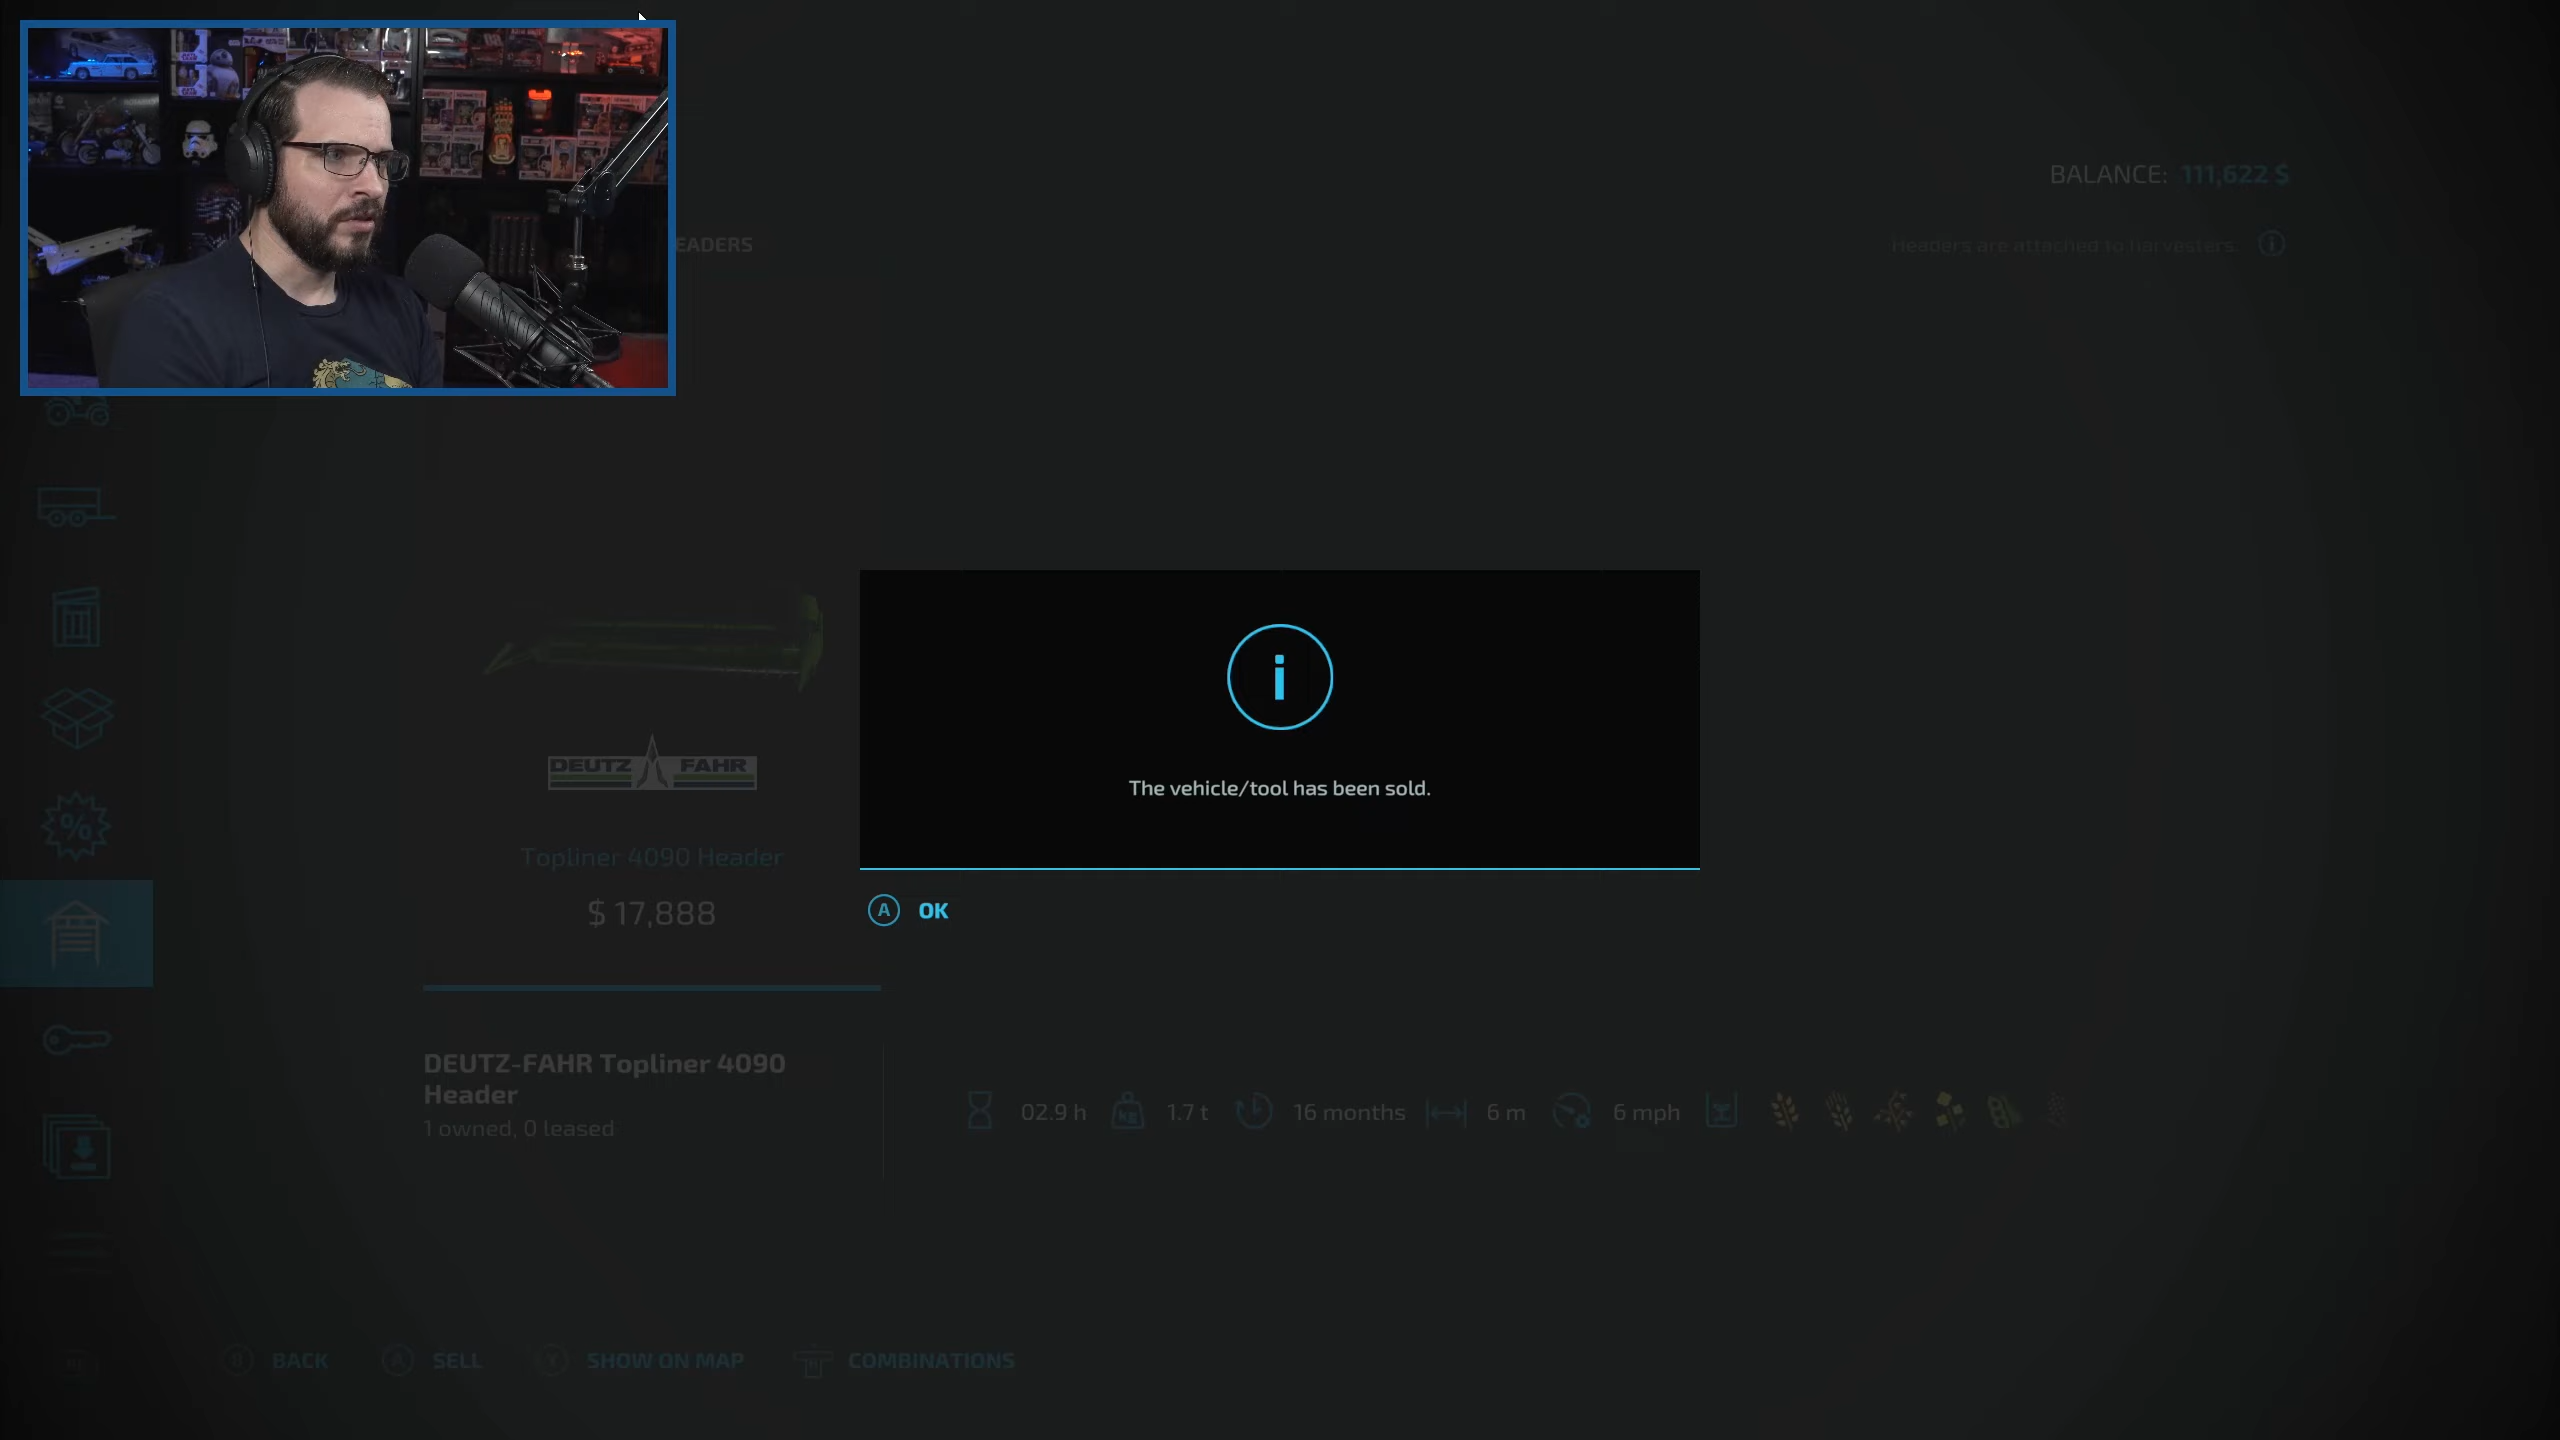 BALANCE: 111,622 $
EADERS
Headers are attached to harvesters.
The vehicle/tool has been sold.
DEUTZ FAHR
Topliner 4090 Header
$ 17,888
A OK
DEUTZ-FAHR Topliner 4090
Header
1 owned, 0 leased
02.9 h
1.7 t
16 months
6 m
6 mph
BACK
SELL
Y SHOW ON MAP
COMBINATIONS